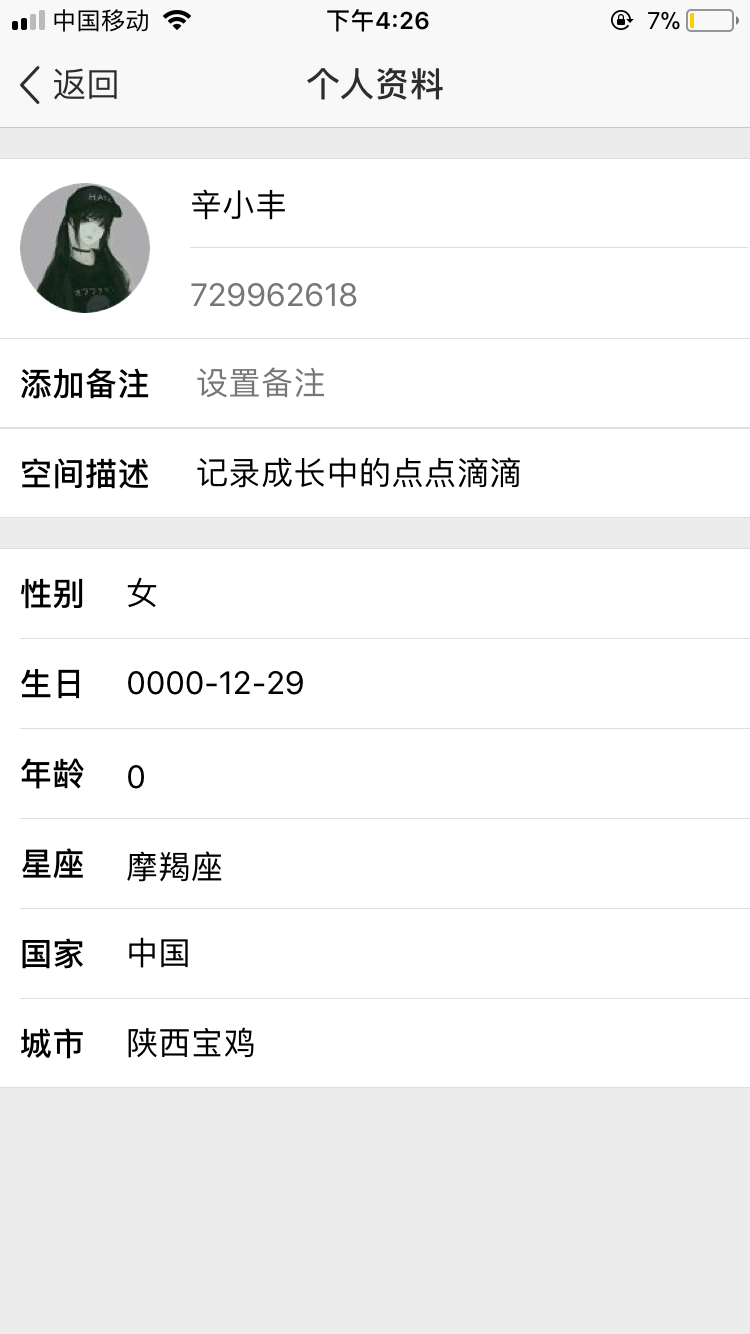 中国移动 下午4:26 7%
返回 个人资料
辛小丰
729962618
添加备注 设置备注
空间描述 记录成长中的点点滴滴
性别 女
生日 0000-12-29
年龄 0
星座 摩羯座
国家 中国
城市 陕西宝鸡